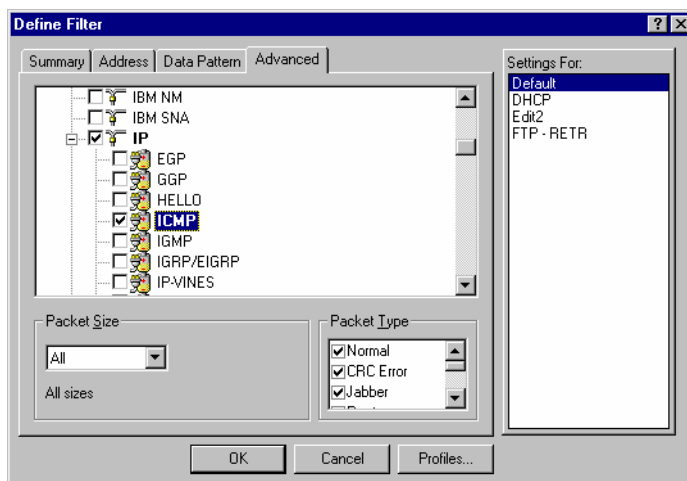 Define Filter
Summary Address Data Pattern Advanced
IBM NM
IBM SNA
IP
EGP
GGP
HELLO
ICMP
IGMP
IGRP/EIGRP
IP-VINES
Packet Size
All
All sizes
Packet Type
Normal
CRC Error
Jabber
Settings For:
Default
DHCP
Edit2
FTP - RETR
OK Cancel Profiles...